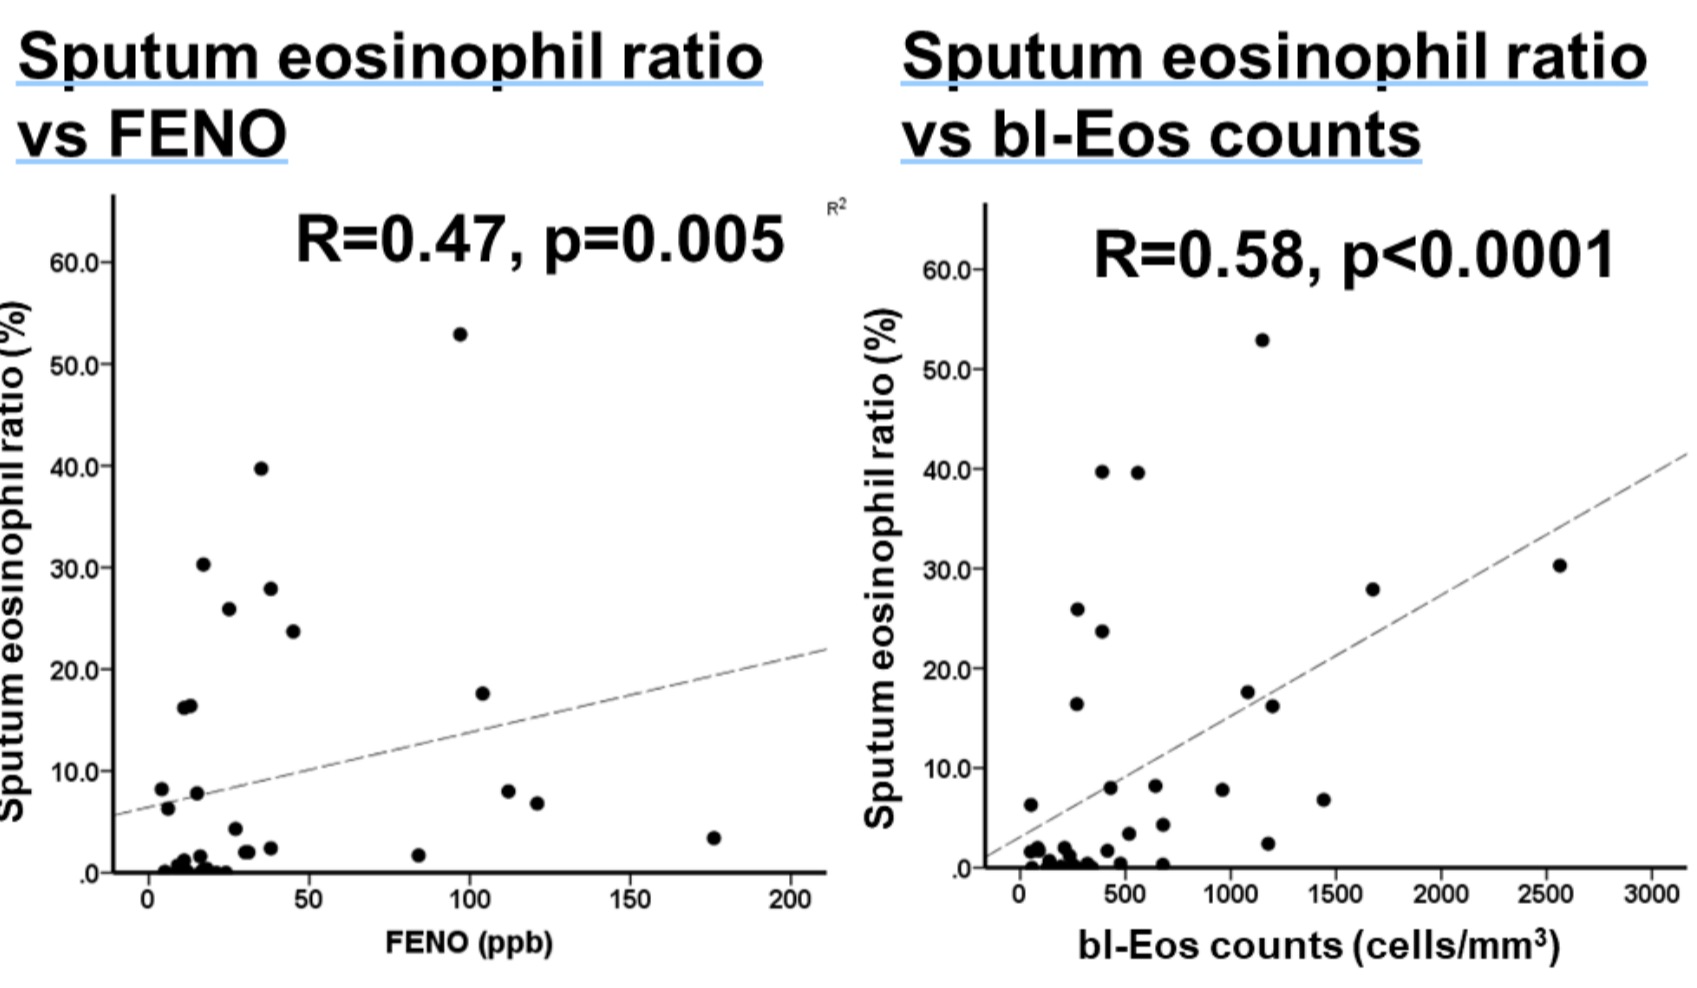 Sputum eosinophil ratio
vs FENO
R=0.47, p=0.005
R²
Sputum eosinophil ratio (%)
60.0
50.0
40.0
30.0
20.0
10.0
.0
0 50 100 150 200
FENO (ppb)
Sputum eosinophil ratio
vs bl-Eos counts
R=0.58, p<0.0001
Sputum eosinophil ratio (%)
60.0
50.0
40.0
30.0
20.0
10.0
.0
0 500 1000 1500 2000 2500 3000
bl-Eos counts (cells/mm³)